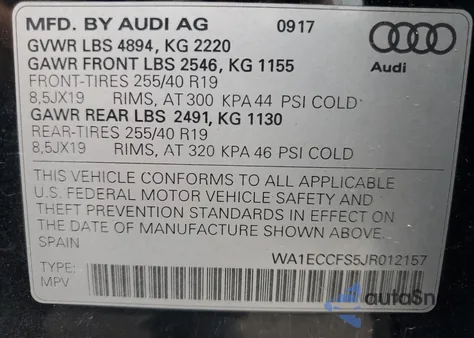 MFD. BY AUDI AG 0917
GVWR LBS 4894, KG 2220
GAWR FRONT LBS 2546, KG 1155
FRONT-TIRES 255/40 R19
8,5JX19 RIMS, AT 300 KPA 44 PSI COLD
GAWR REAR LBS 2491, KG 1130
REAR-TIRES 255/40 R19
8,5JX19 RIMS, AT 320 KPA 46 PSI COLD
Audi
THIS VEHICLE CONFORMS TO ALL APPLICABLE
U.S. FEDERAL MOTOR VEHICLE SAFETY AND
THEFT PREVENTION STANDARDS IN EFFECT ON
THE DATE OF MANUFACTURE SHOWN ABOVE.
SPAIN WA1ECCFS5JR012157
TYPE:
MPV
autaSn